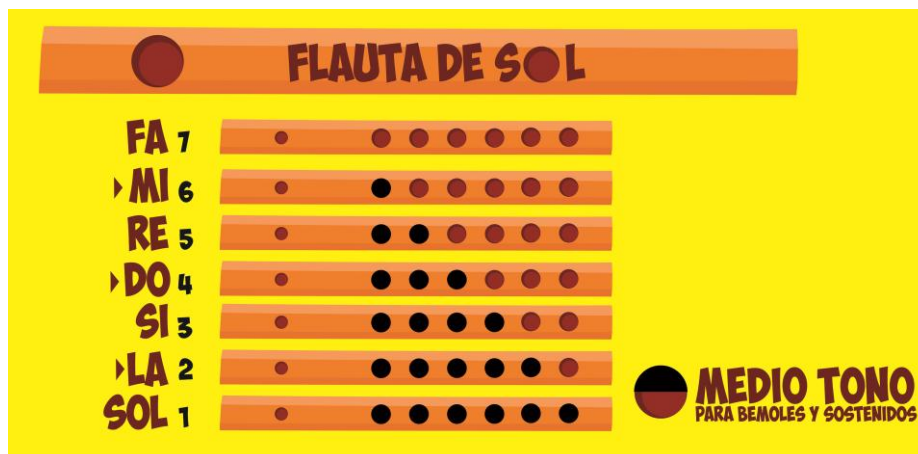 FLAUTA DE SOL
FA 7
MI 6
RE 5
DO 4
SI 3
LA 2
SOL 1
MEDIO TONO
PARA BEMOLES Y SOSTENIDOS